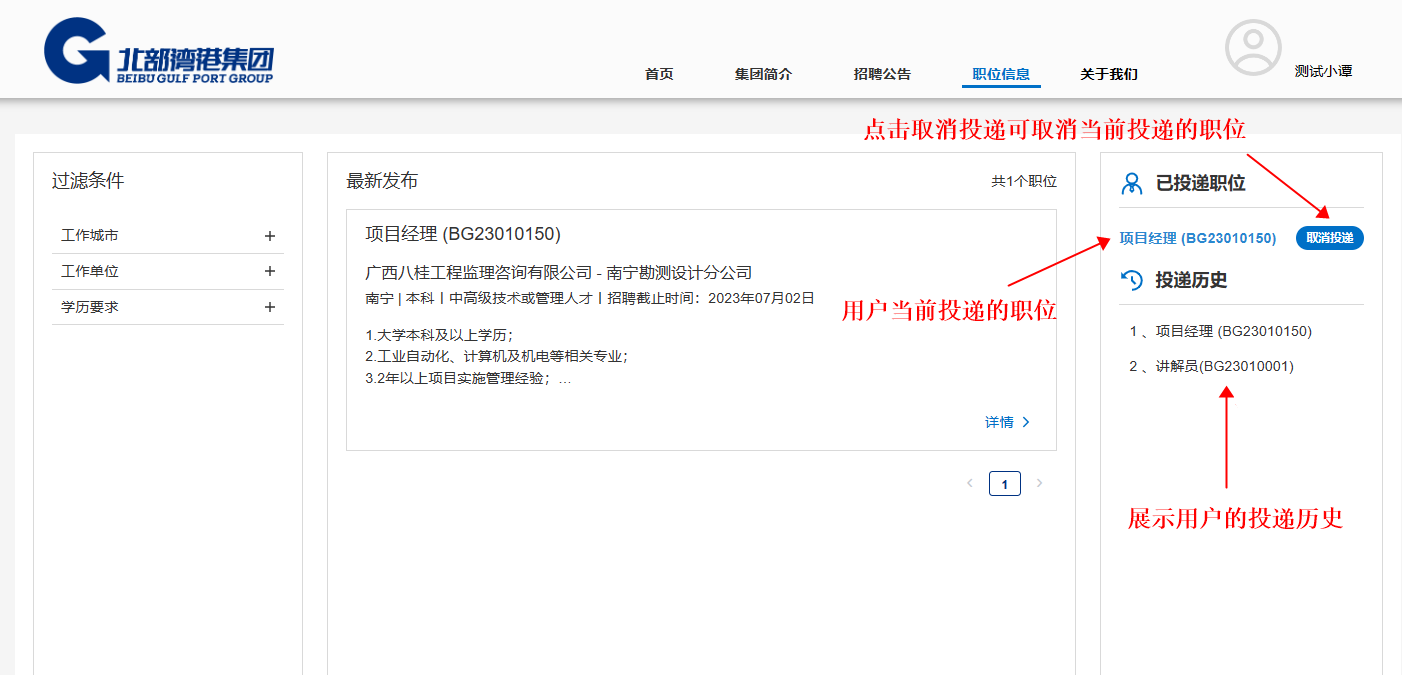 北部湾港集团
BEIBU GULF PORT GROUP
首页
集团简介
招聘公告
职位信息
关于我们
测试小谭
点击取消投递可取消当前投递的职位
过滤条件
工作城市 +
工作单位 +
学历要求 +
最新发布
共1个职位
项目经理 (BG23010150)
广西八桂工程监理咨询有限公司 - 南宁勘测设计分公司
南宁 | 本科丨中高级技术或管理人才丨招聘截止时间：2023年07月02日
1.大学本科及以上学历；
2.工业自动化、计算机及机电等相关专业；
3.2年以上项目实施管理经验；…
详情
1
已投递职位
项目经理 (BG23010150)
取消投递
用户当前投递的职位
投递历史
1 、项目经理 (BG23010150)
2 、讲解员(BG23010001)
展示用户的投递历史